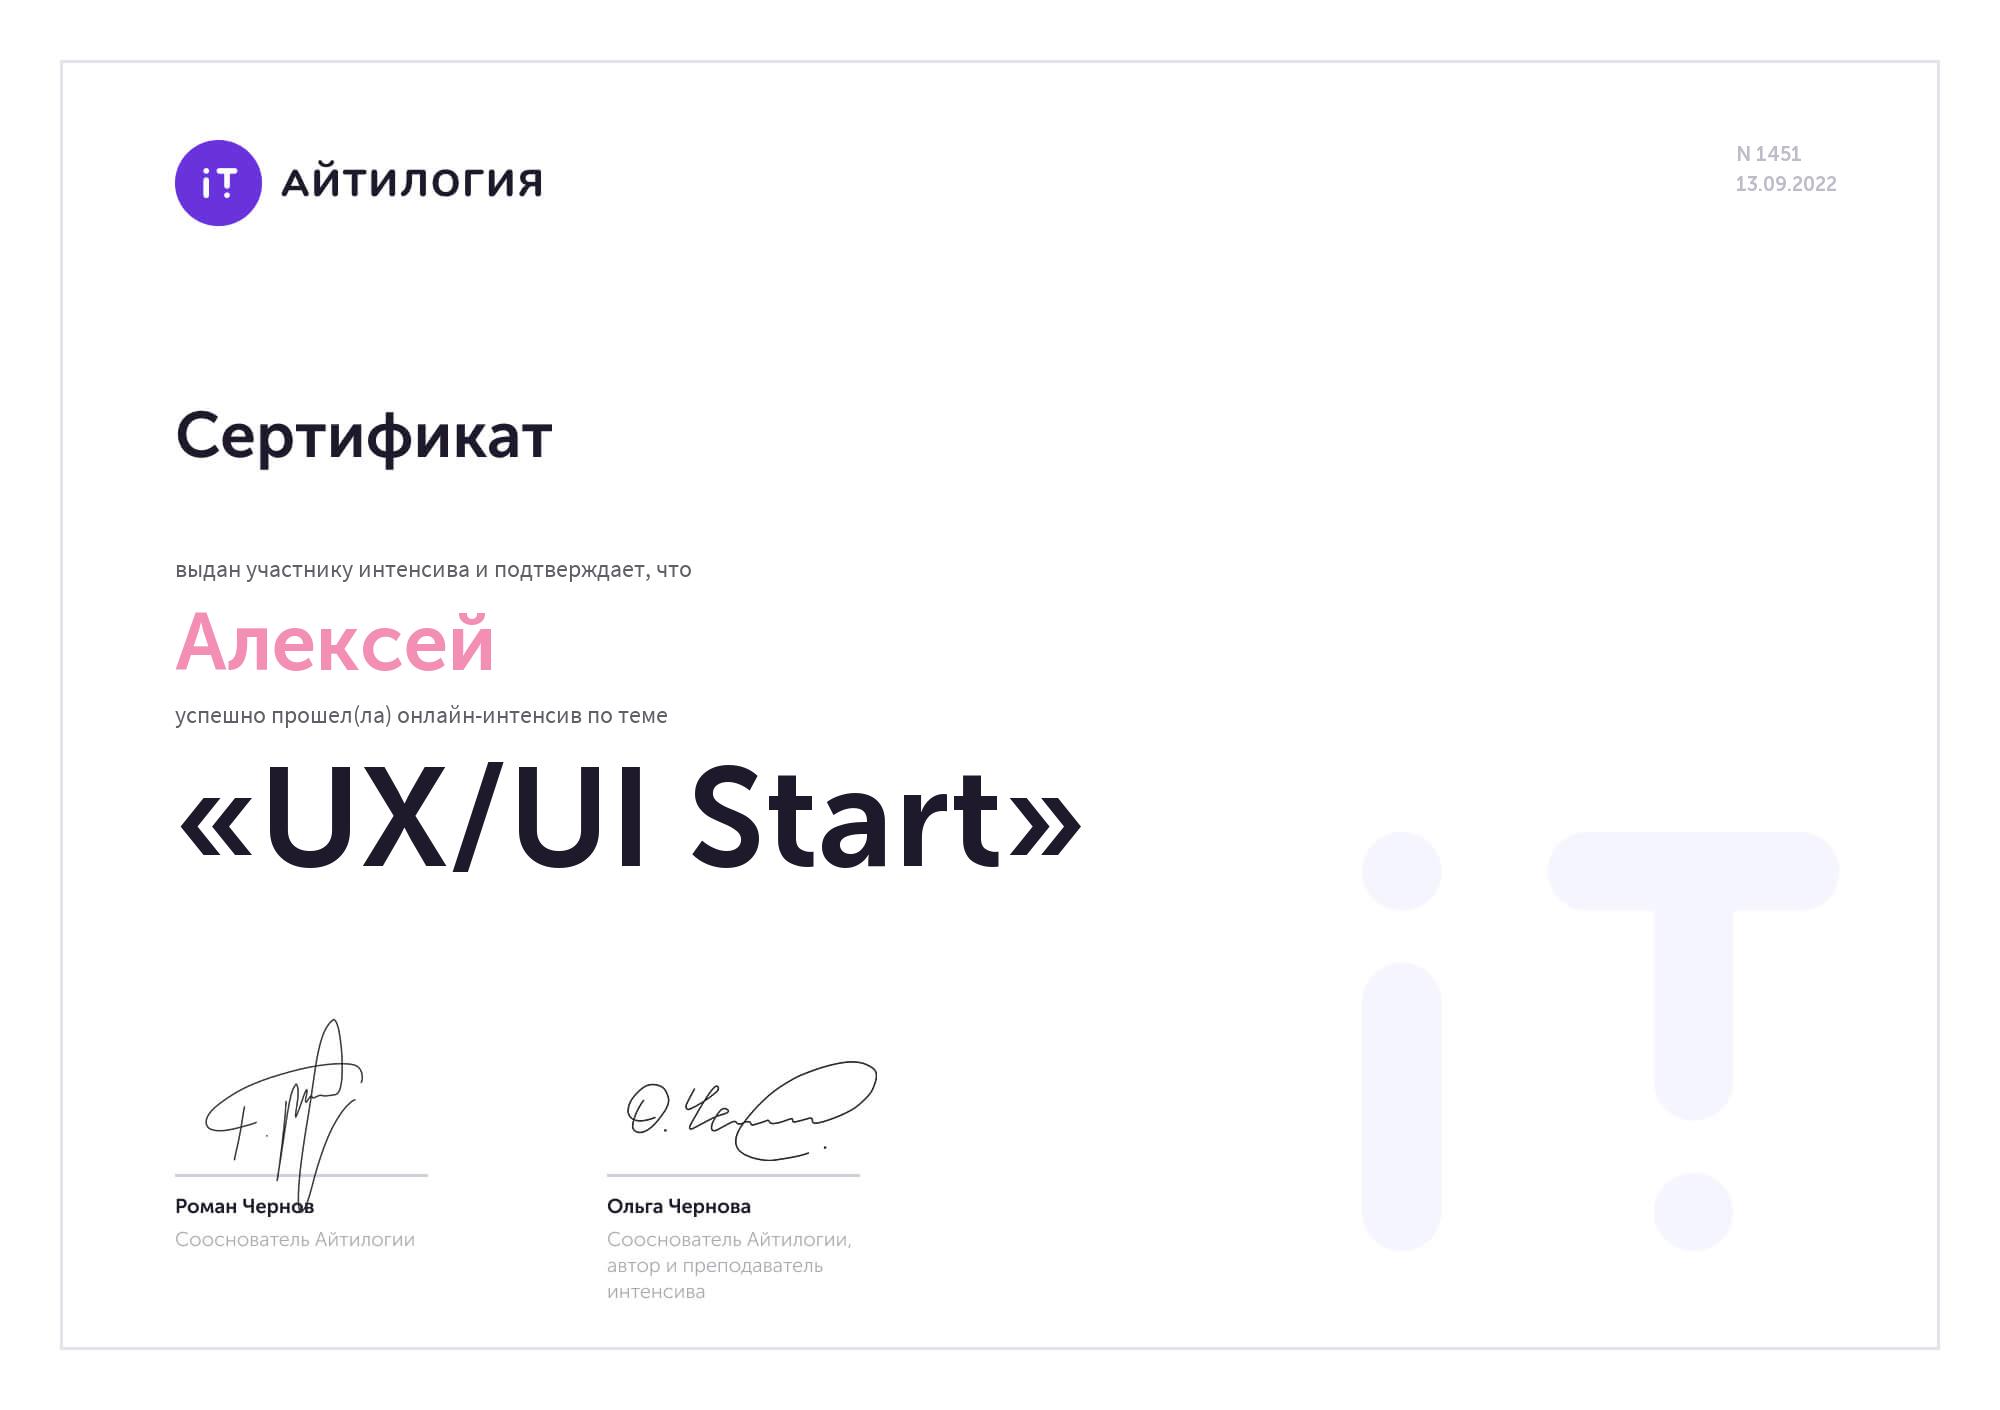 iT АЙТИЛОГИЯ
N 1451
13.09.2022
Сертификат
выдан участнику интенсива и подтверждает, что
Алексей
успешно прошел(ла) онлайн-интенсив по теме
«UX/UI Start»
Роман Чернов
Сооснователь Айтилогии
Ольга Чернова
Сооснователь Айтилогии,
автор и преподаватель
интенсива
iT